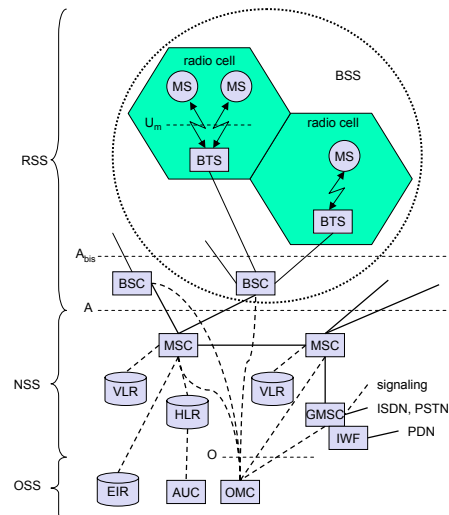 radio cell
BSS
MS MS
radio cell
Um
MS
BTS
RSS
BTS
Abis
BSC BSC
A
MSC MSC
NSS
VLR HLR VLR
signaling
GMSC ISDN, PSTN
IWF PDN
O
OSS
EIR AUC OMC